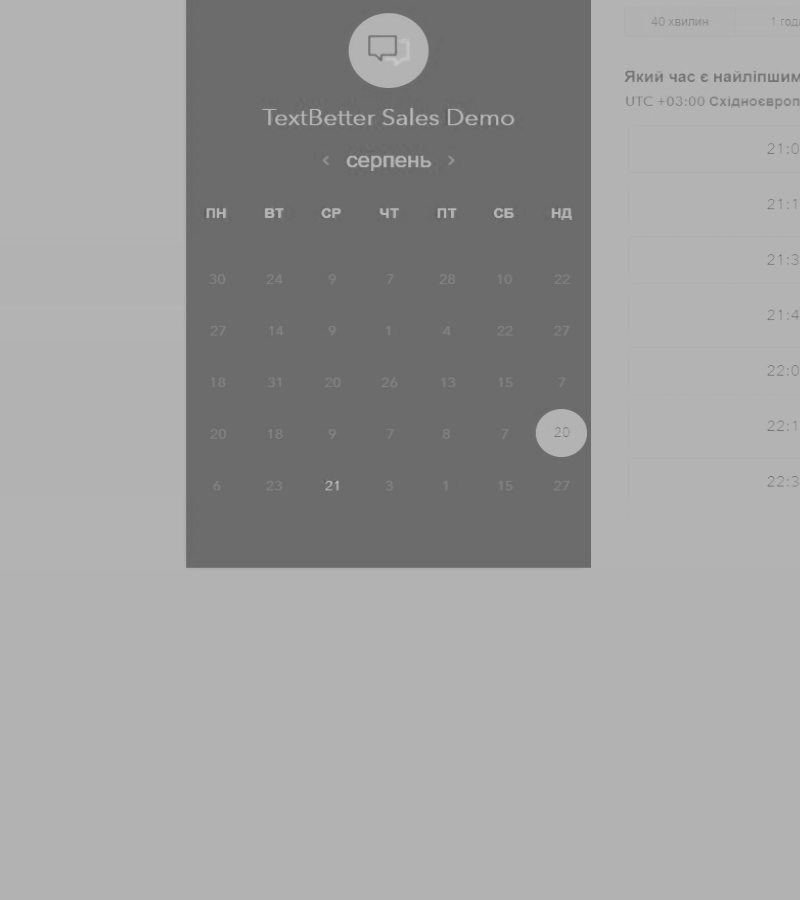 TextBetter Sales Demo
‹ серпень ›
ПН ВТ СР ЧТ ПТ СБ НД
30 24 9 7 28 10 22
27 14 9 1 4 22 27
18 31 20 26 13 15 7
20 18 9 7 8 7 20
6 23 21 3 1 15 27
40 хвилин 1 год
Який час є найліпшим
UTC +03:00 Східноєвроп
21:0
21:1
21:3
21:4
22:0
22:1
22:3